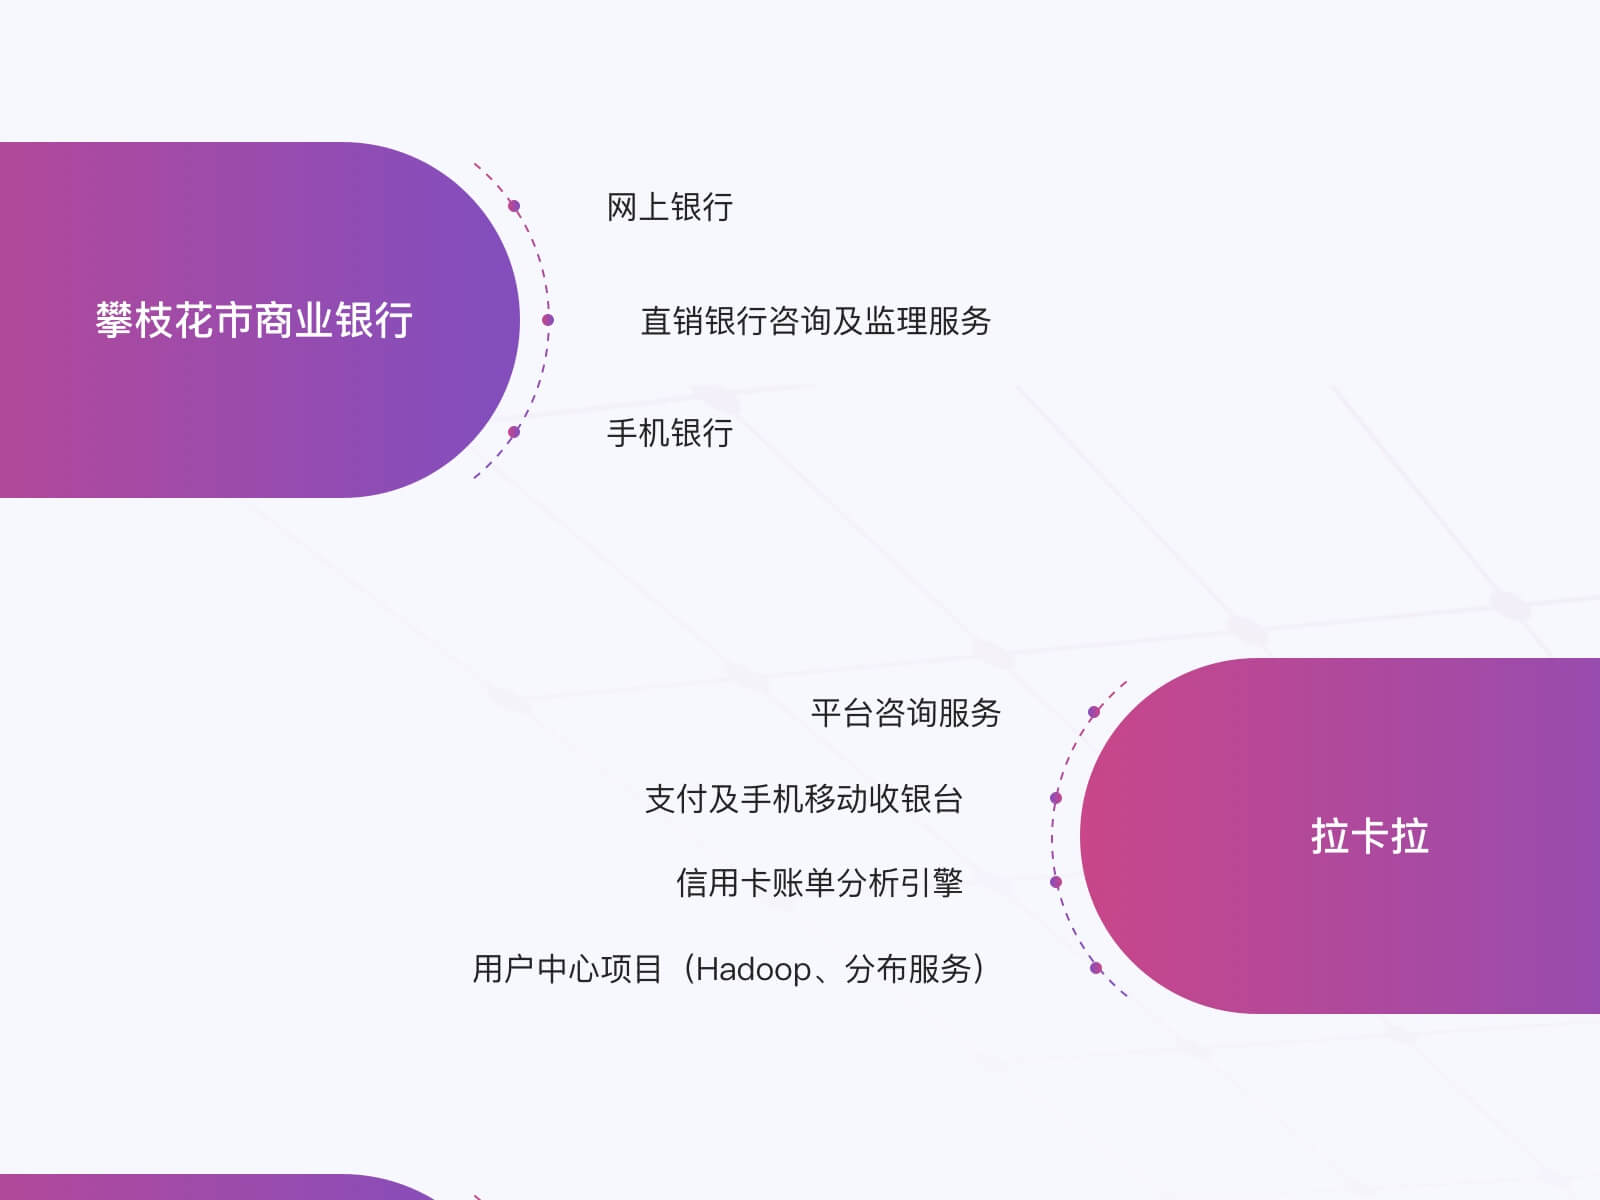 攀枝花市商业银行
网上银行
直销银行咨询及监理服务
手机银行
平台咨询服务
支付及手机移动收银台
信用卡账单分析引擎
用户中心项目（Hadoop、分布服务）
拉卡拉